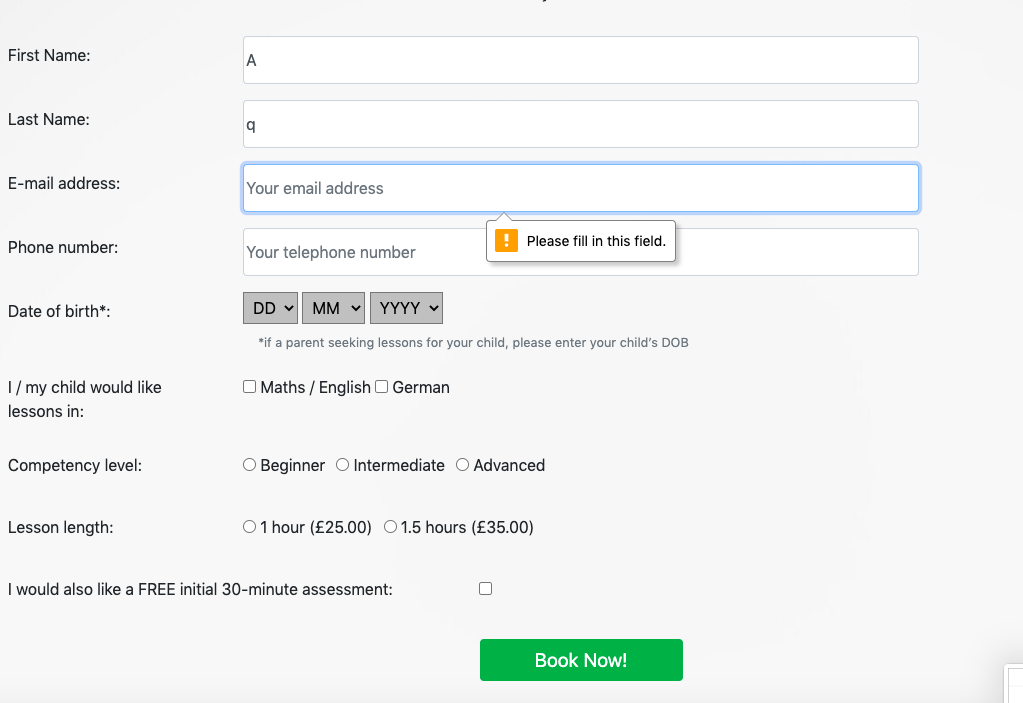 First Name:
A
Last Name:
q
E-mail address:
Your email address
Please fill in this field.
Phone number:
Your telephone number
Date of birth*:
DD MM YYYY
*if a parent seeking lessons for your child, please enter your child's DOB
I / my child would like
lessons in:
Maths / English German
Competency level:
Beginner Intermediate Advanced
Lesson length:
1 hour (£25.00) 1.5 hours (£35.00)
I would also like a FREE initial 30-minute assessment:
Book Now!